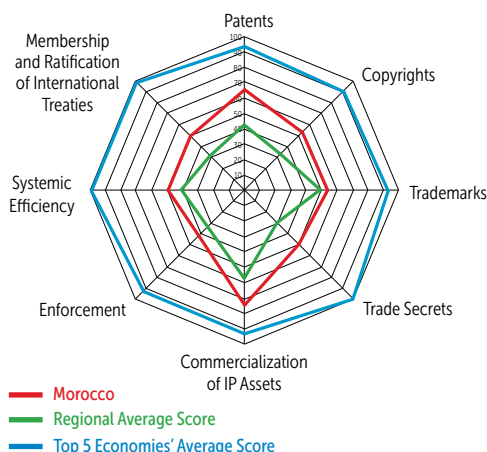 Patents
Copyrights
Trademarks
Trade Secrets
Commercialization
of IP Assets
Enforcement
Systemic
Efficiency
Membership
and Ratification
of International
Treaties
100
90
80
70
60
50
40
30
20
10
Morocco
Regional Average Score
Top 5 Economies’ Average Score